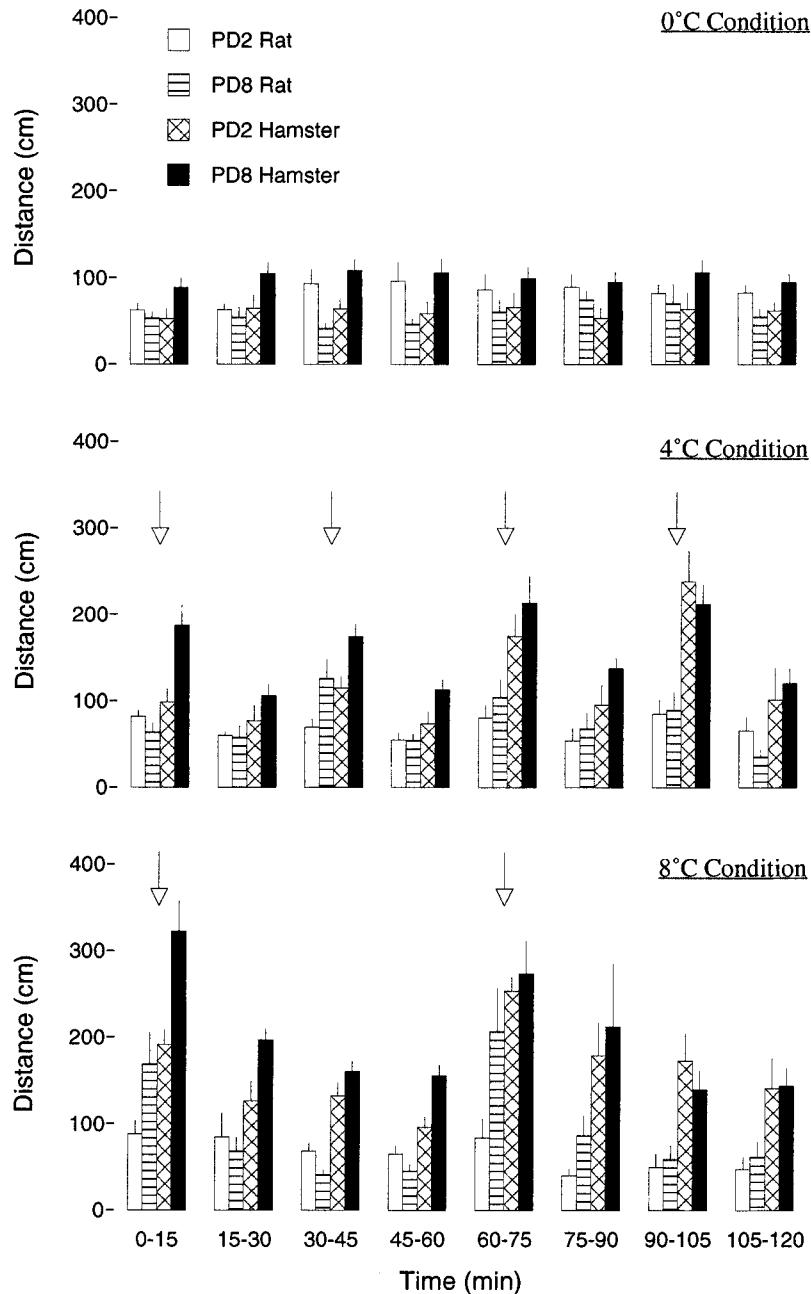 400-
0°C Condition
PD2 Rat
PD8 Rat
300-
PD2 Hamster
PD8 Hamster
200-
100-
0-
Distance (cm)
400-
4°C Condition
300-
200-
100-
0-
Distance (cm)
400-
8°C Condition
300-
200-
100-
0-
Distance (cm)
0-15 15-30 30-45 45-60 60-75 75-90 90-105 105-120
Time (min)